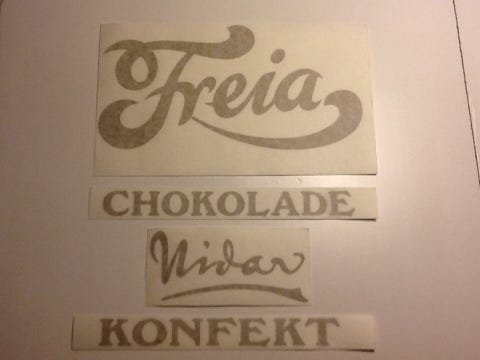 Freia
CHOKOLADE
Nidar
KONFEKT